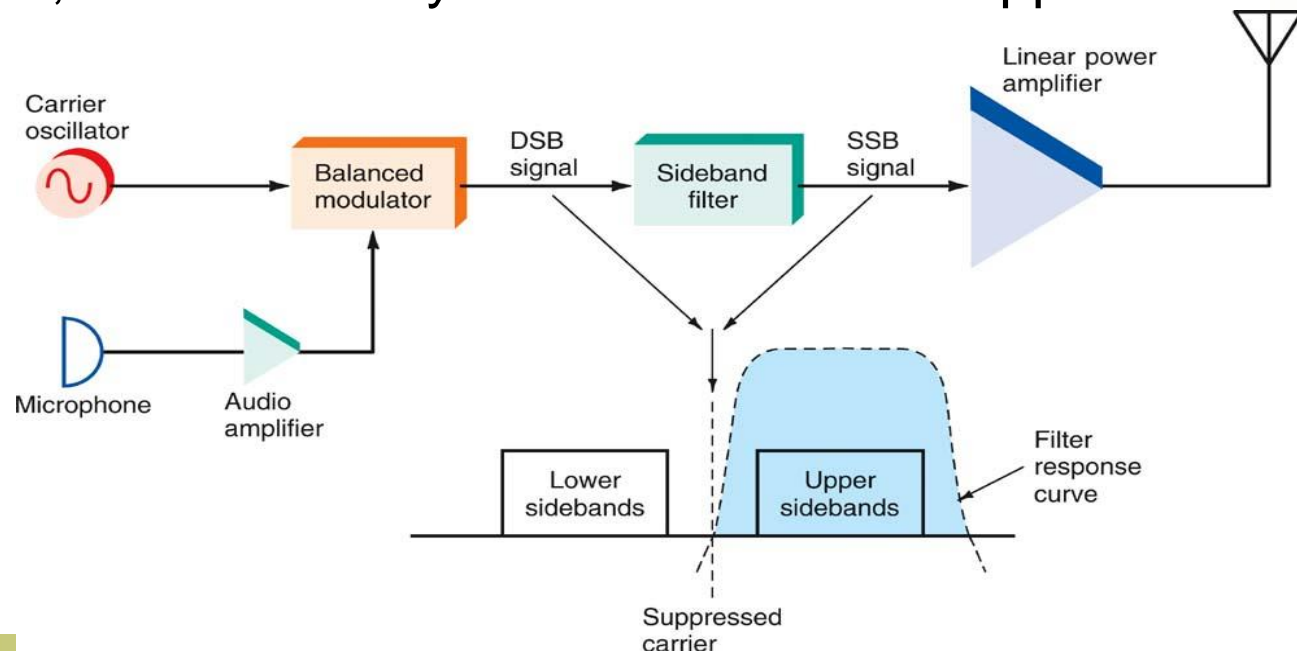 Carrier
oscillator
Balanced
modulator
DSB
signal
Sideband
filter
SSB
signal
Linear power
amplifier
Microphone
Audio
amplifier
Lower
sidebands
Upper
sidebands
Filter
response
curve
Suppressed
carrier